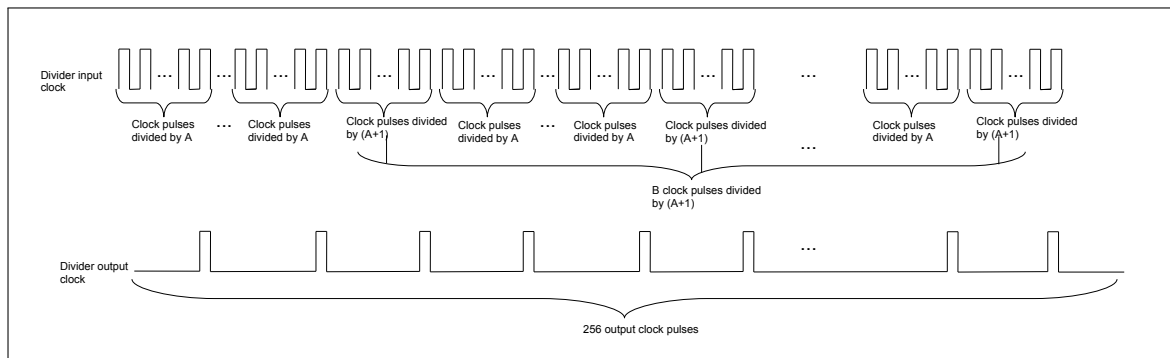 Divider input
clock
... ... ... ... ... ... ... ... ... ...
Clock pulses
divided by A
...
Clock pulses
divided by A
Clock pulses divided
by (A+1)
Clock pulses
divided by A
...
Clock pulses
divided by A
Clock pulses divided
by (A+1)
Clock pulses
divided by A
Clock pulses divided
by (A+1)
...
B clock pulses divided
by (A+1)
Divider output
clock
...
256 output clock pulses